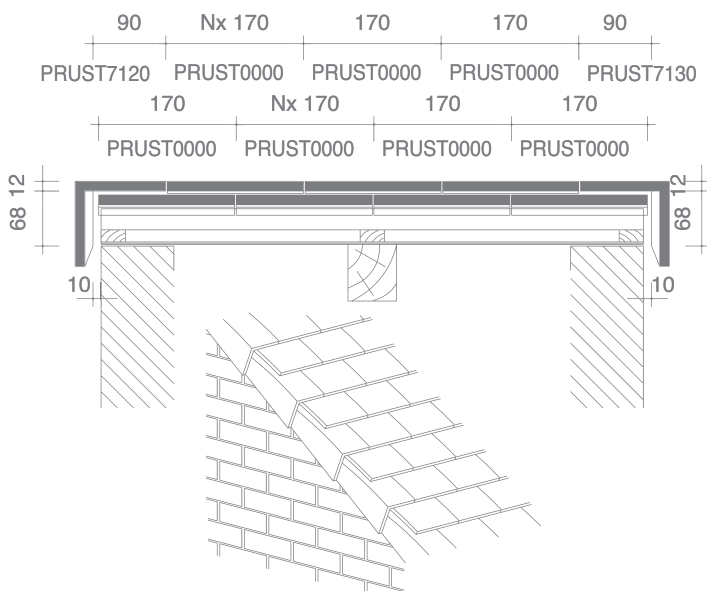 90 Nx 170 170 170 90
PRUST7120 PRUST0000 PRUST0000 PRUST0000 PRUST7130
170 Nx 170 170 170
PRUST0000 PRUST0000 PRUST0000 PRUST0000
12 12
68 68
10 10